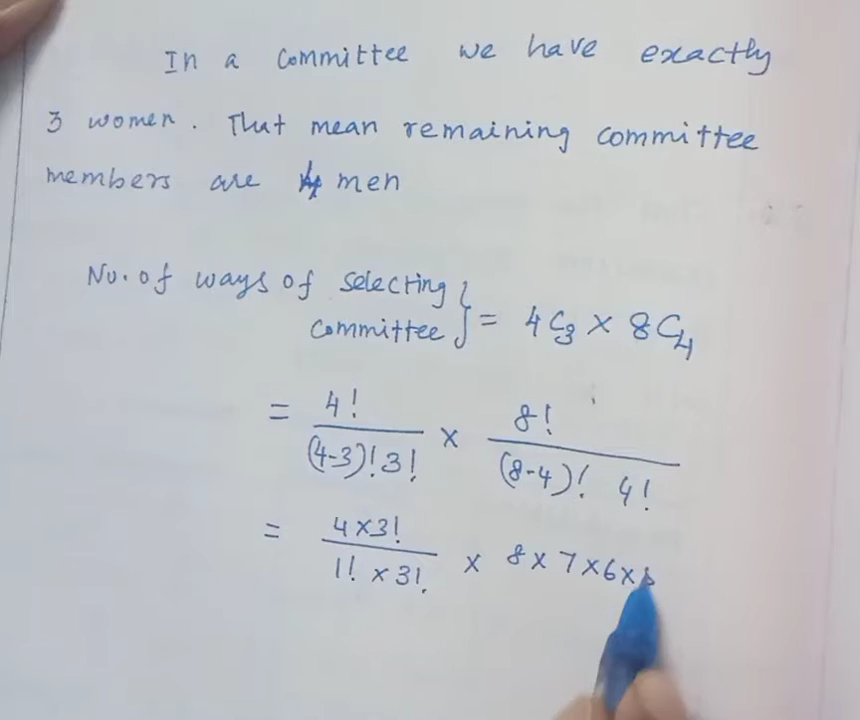 In a committee we have exactly
3 women. That mean remaining committee
members are 4 men
No. of ways of selecting
committee } = 4C3 × 8C4
= 4! / (4-3)! 3! × 8! / (8-4)! 4!
= 4×3! / 1! ×3! × 8×7×6×